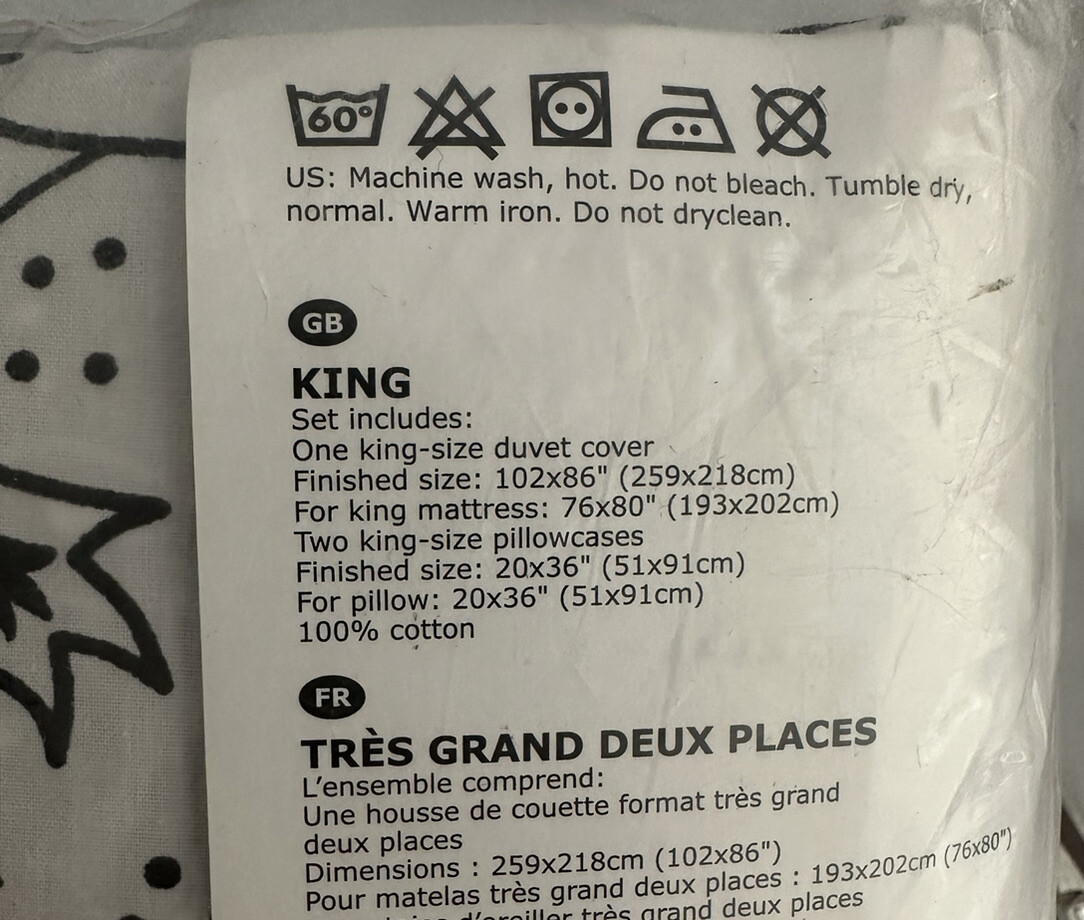 60°
US: Machine wash, hot. Do not bleach. Tumble dry,
normal. Warm iron. Do not dryclean.
GB
KING
Set includes:
One king-size duvet cover
Finished size: 102x86" (259x218cm)
For king mattress: 76x80" (193x202cm)
Two king-size pillowcases
Finished size: 20x36" (51x91cm)
For pillow: 20x36" (51x91cm)
100% cotton
FR
TRÈS GRAND DEUX PLACES
L'ensemble comprend:
Une housse de couette format très grand
deux places
Dimensions : 259x218cm (102x86")
Pour matelas très grand deux places : 193x202cm (76x80")
d'oreiller très grand deux places